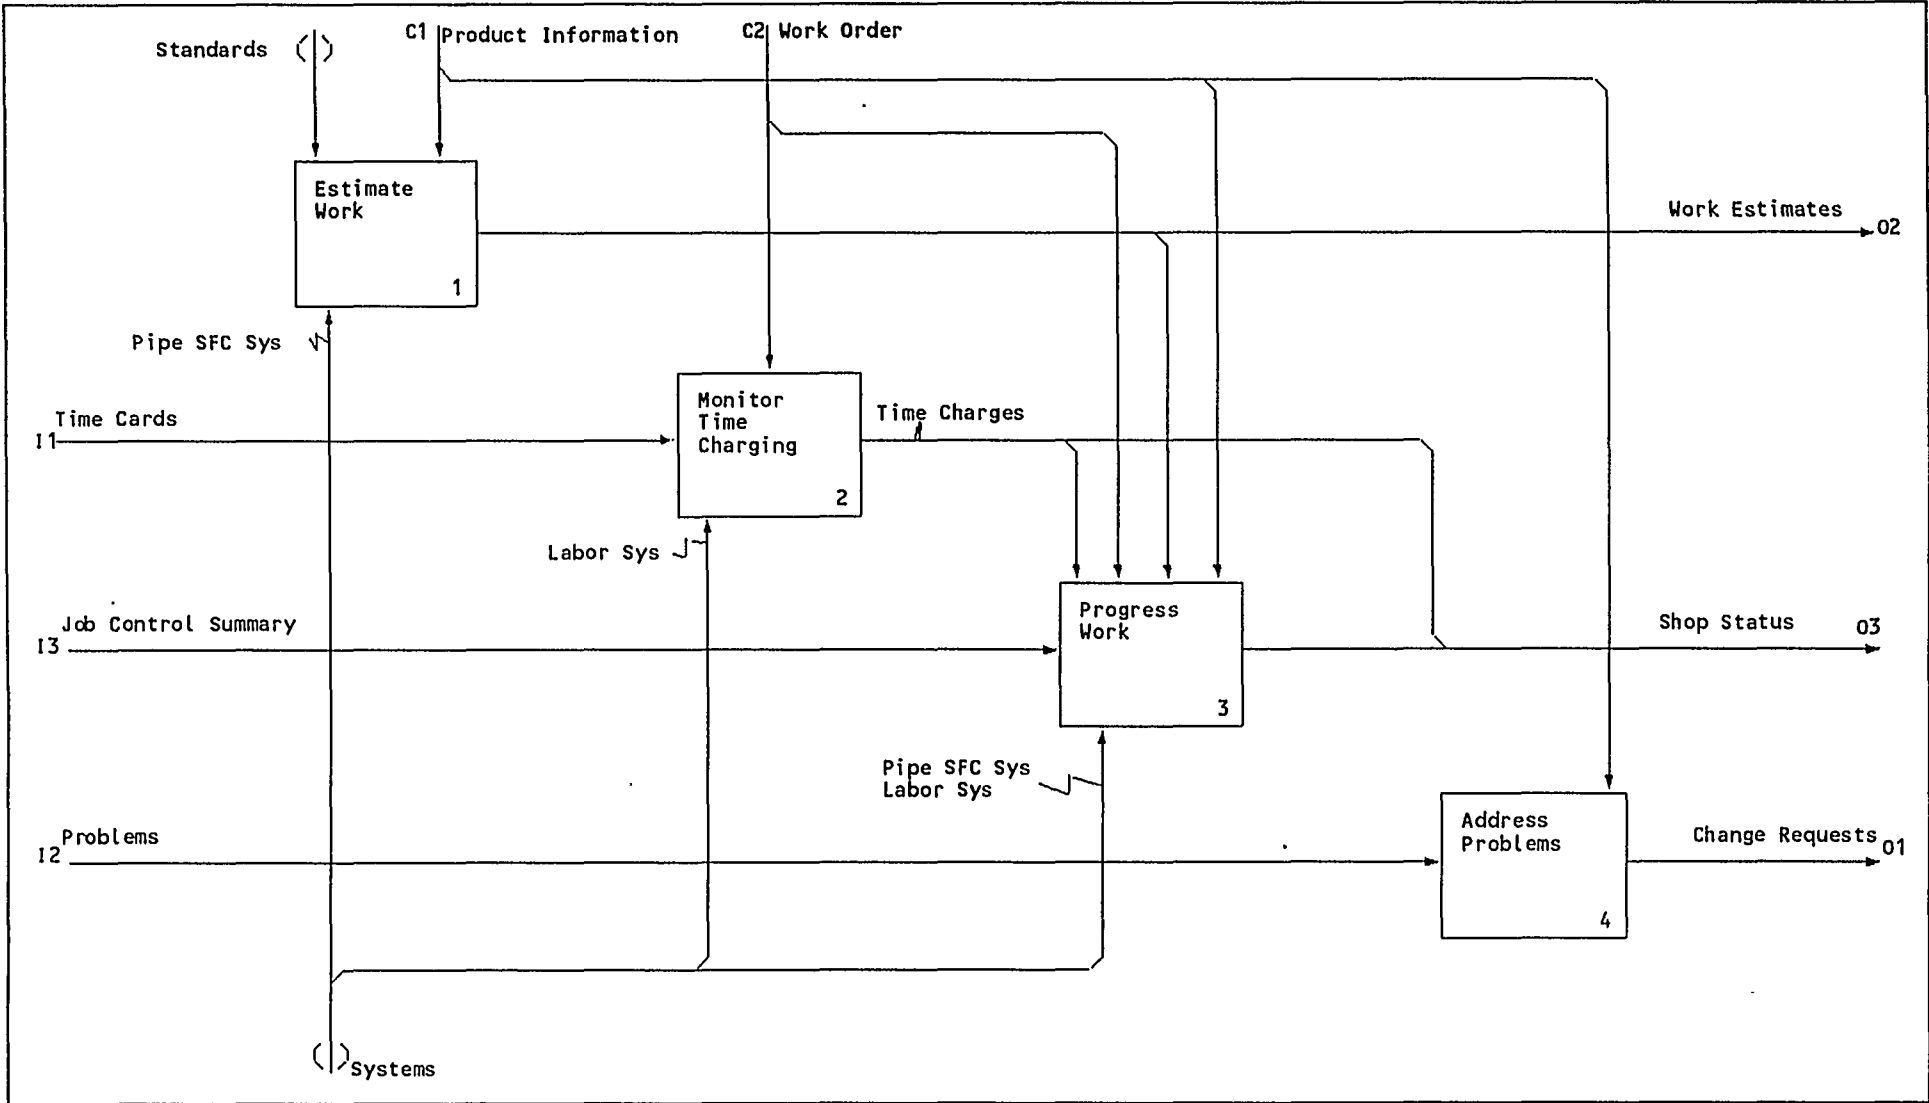 Standards
C1 Product Information
C2 Work Order
Estimate
Work
1
Work Estimates
O2
Pipe SFC Sys
Time Cards
I1
Monitor
Time
Charging
2
Time Charges
Labor Sys
Job Control Summary
I3
Progress
Work
3
Shop Status
O3
Pipe SFC Sys
Labor Sys
Problems
I2
Address
Problems
4
Change Requests
O1
Systems